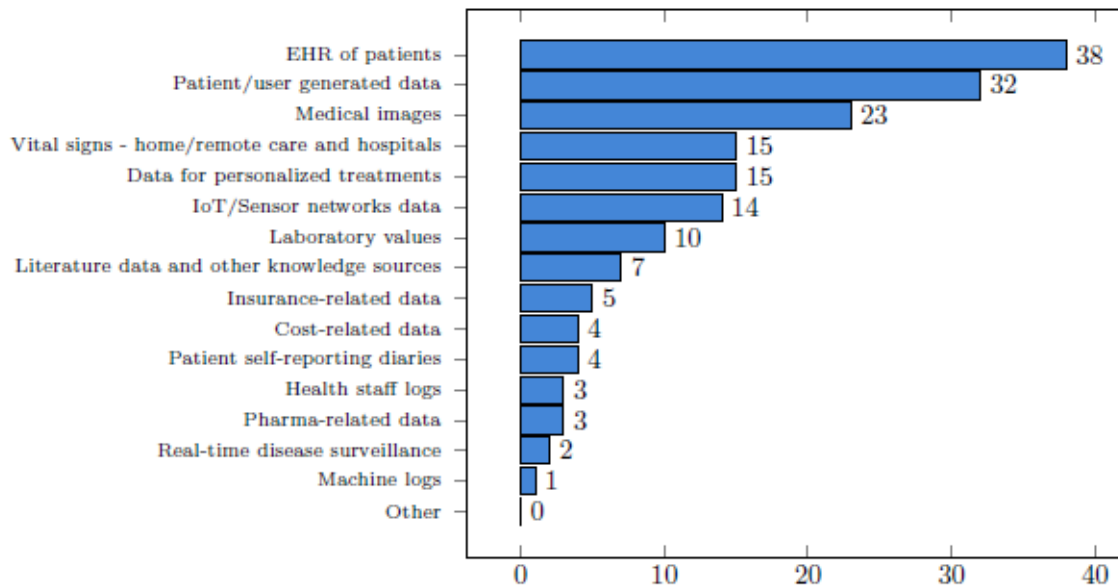 EHR of patients 38
Patient/user generated data 32
Medical images 23
Vital signs - home/remote care and hospitals 15
Data for personalized treatments 15
IoT/Sensor networks data 14
Laboratory values 10
Literature data and other knowledge sources 7
Insurance-related data 5
Cost-related data 4
Patient self-reporting diaries 4
Health staff logs 3
Pharma-related data 3
Real-time disease surveillance 2
Machine logs 1
Other 0
0 10 20 30 40